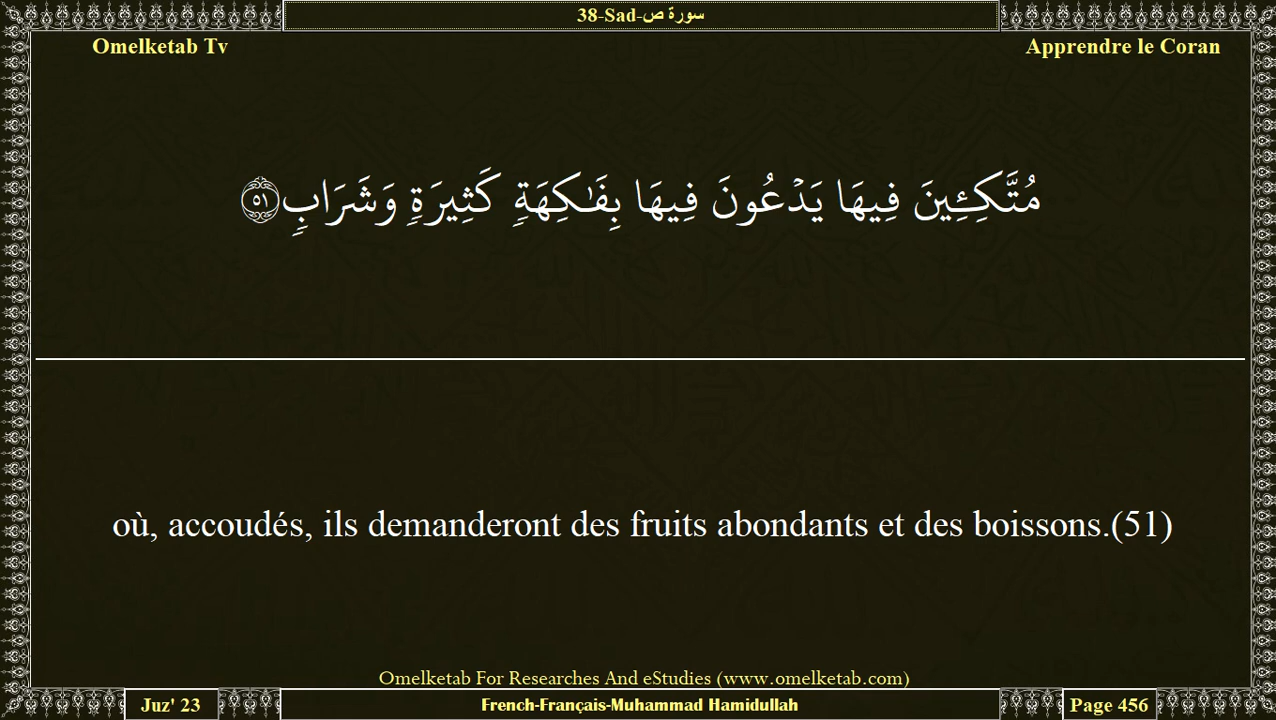 38-Sad-سورة ص
Omelketab Tv
Apprendre le Coran
مُتَّكِـِٔينَ فِيهَا يَدْعُونَ فِيهَا بِفَـٰكِهَةٍ كَثِيرَةٍ وَشَرَابٍ ٥١
où, accoudés, ils demanderont des fruits abondants et des boissons.(51)
Omelketab For Researches And eStudies (www.omelketab.com)
Juz' 23
French-Français-Muhammad Hamidullah
Page 456